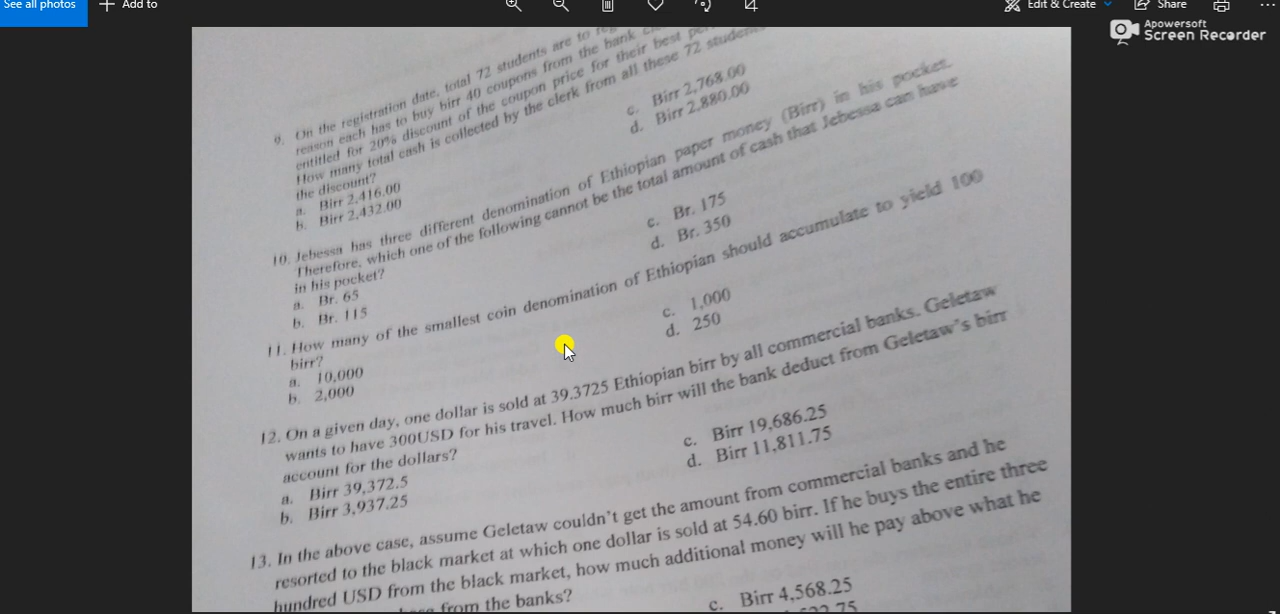 See all photos
Add to
Edit & Create
Share
Apowersoft
Screen Recorder
9. On the registration date, total 72 students are to
reason each has to buy birr 40 coupons from the bank
entitled for 20% discount of the coupon price for their best
How many total cash is collected by the clerk from all these 72
the discount?
a. Birr 2,416.00
b. Birr 2,432.00
c. Birr 2,768.00
d. Birr 2,880.00
10. Jebessa has three different denomination of Ethiopian paper money (Birr) in his pocket.
Therefore, which one of the following cannot be the total amount of cash that Jebessa can have
in his pocket?
a. Br. 65
b. Br. 115
c. Br. 175
d. Br. 350
11. How many of the smallest coin denomination of Ethiopian should accumulate to yield 100
birr?
a. 10,000
b. 2,000
c. 1,000
d. 250
12. On a given day, one dollar is sold at 39.3725 Ethiopian birr by all commercial banks. Geletaw
wants to have 300USD for his travel. How much birr will the bank deduct from Geletaw's birr
account for the dollars?
a. Birr 39,372.5
b. Birr 3,937.25
c. Birr 19,686.25
d. Birr 11,811.75
13. In the above case, assume Geletaw couldn't get the amount from commercial banks and he
resorted to the black market at which one dollar is sold at 54.60 birr. If he buys the entire three
hundred USD from the black market, how much additional money will he pay above what he
from the banks?
c. Birr 4,568.25